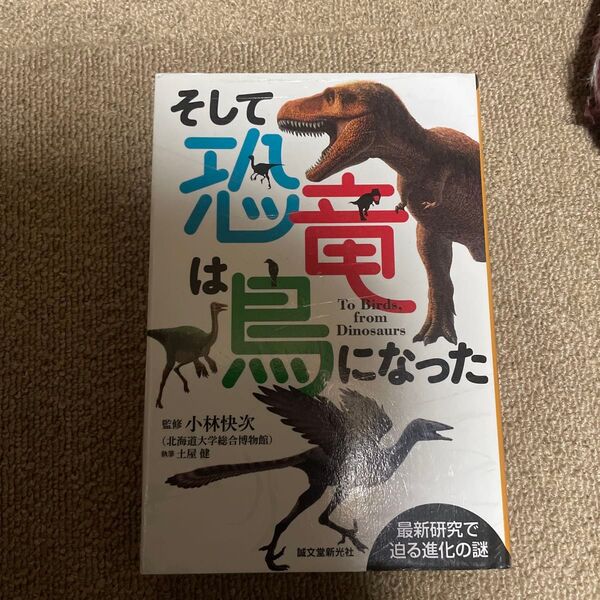 そして
恐竜
は鳥になった
To Birds,
from
Dinosaurs
監修 小林快次
(北海道大学総合博物館)
執筆 土屋 健
最新研究で
迫る進化の謎
誠文堂新光社